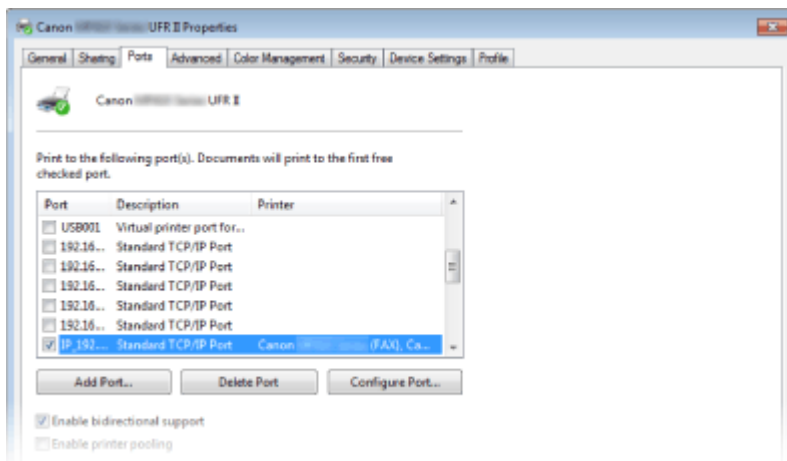 Canon UFR II Properties
General Sharing Ports Advanced Color Management Security Device Settings Profile
Canon UFR II
Print to the following port(s). Documents will print to the first free
checked port.
Port Description Printer
USB001 Virtual printer port for...
192.16... Standard TCP/IP Port
192.16... Standard TCP/IP Port
192.16... Standard TCP/IP Port
192.16... Standard TCP/IP Port
192.16... Standard TCP/IP Port
IP_192.... Standard TCP/IP Port Canon (FAX), Ca...
Add Port... Delete Port Configure Port...
Enable bidirectional support
Enable printer pooling